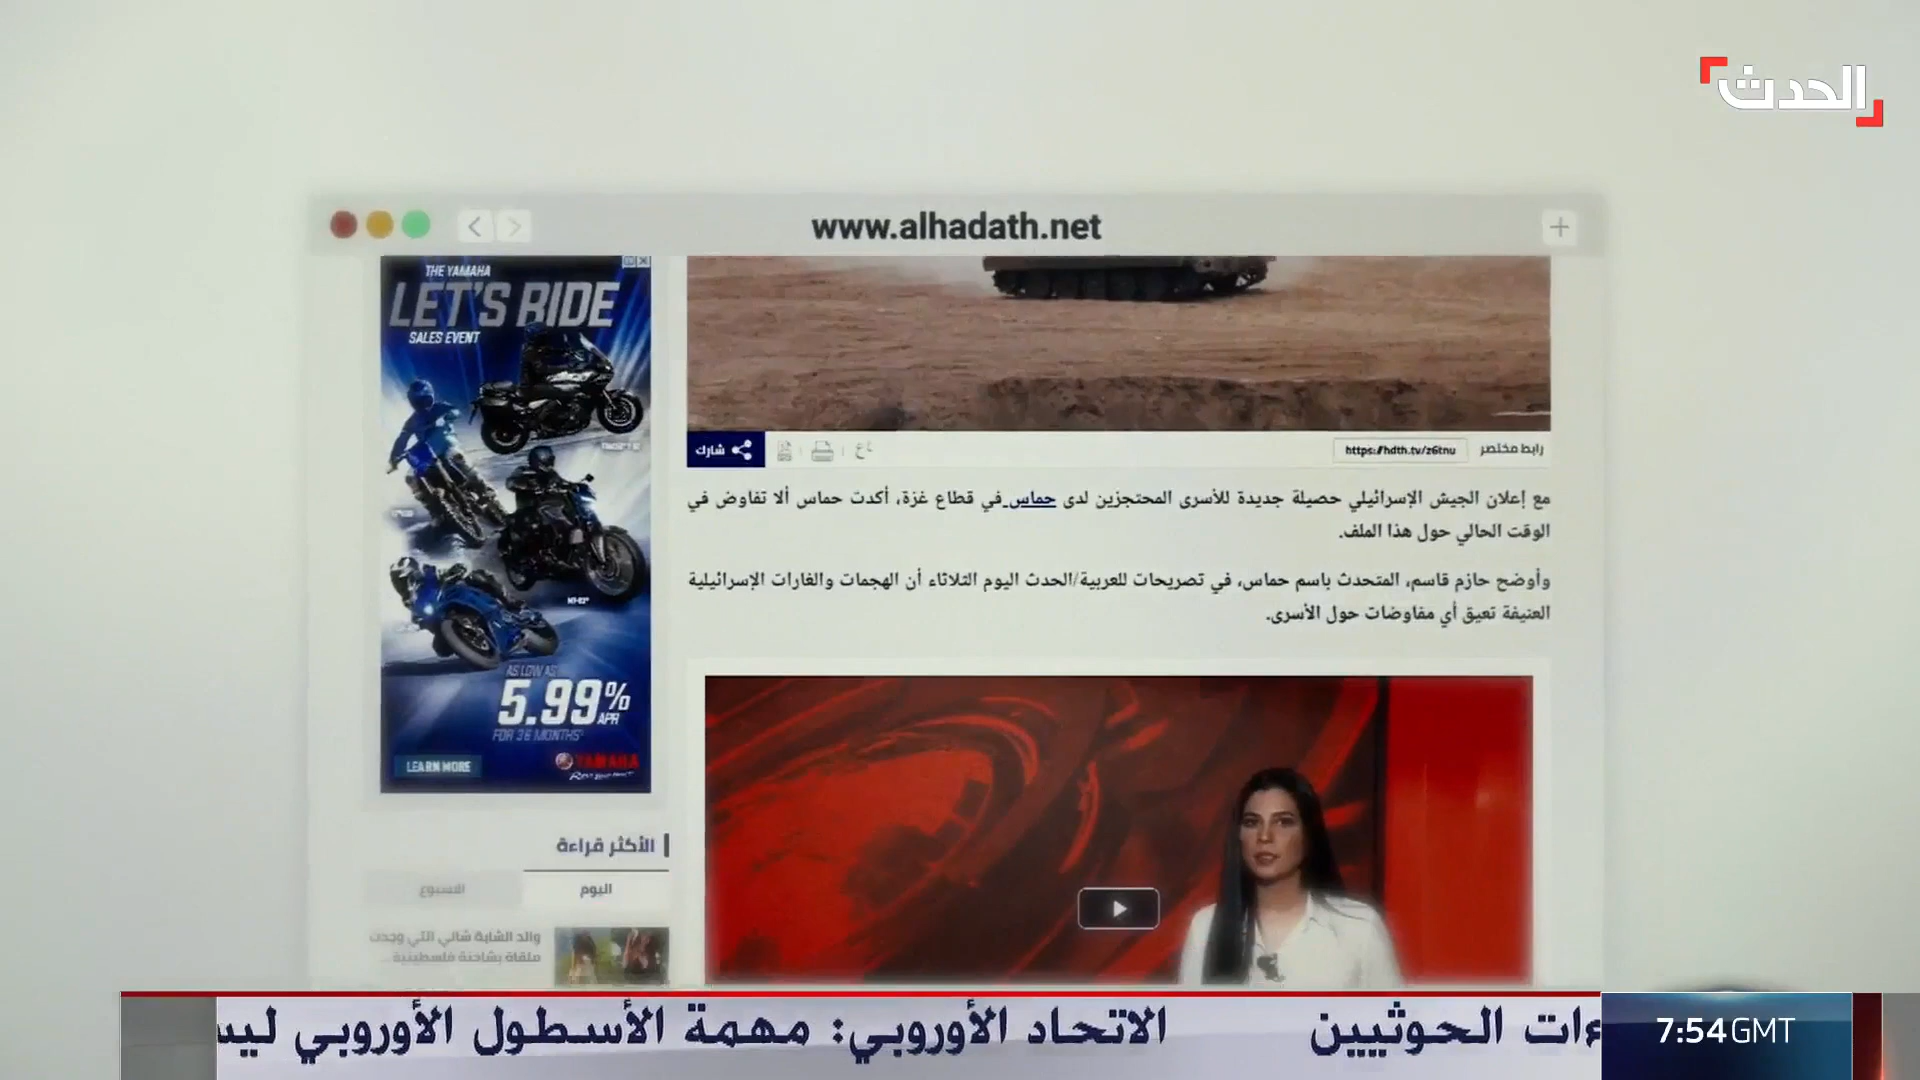 الحدث
www.alhadath.net
THE YAMAHA
LET'S RIDE
SALES EVENT
AS LOW AS
5.99% APR
FOR 36 MONTHS
LEARN MORE
YAMAHA
شارك
https://hdth.tv/z6tnu
رابط مختصر
مع إعلان الجيش الإسرائيلي حصيلة جديدة للأسرى المحتجزين لدى حماس في قطاع غزة، أكدت حماس ألا تفاوض في
الوقت الحالي حول هذا الملف.
وأوضح حازم قاسم، المتحدث باسم حماس، في تصريحات للعربية/الحدث اليوم الثلاثاء أن الهجمات والغارات الإسرائيلية
العنيفة تعيق أي مفاوضات حول الأسرى.
الأكثر قراءة
اليوم
الاسبوع
والد الشابة شاني التي وجدت
ملقاة بشاحنة فلسطينية...
ءات الحوثيين
الاتحاد الأوروبي: مهمة الأسطول الأوروبي ليس
7:54 GMT